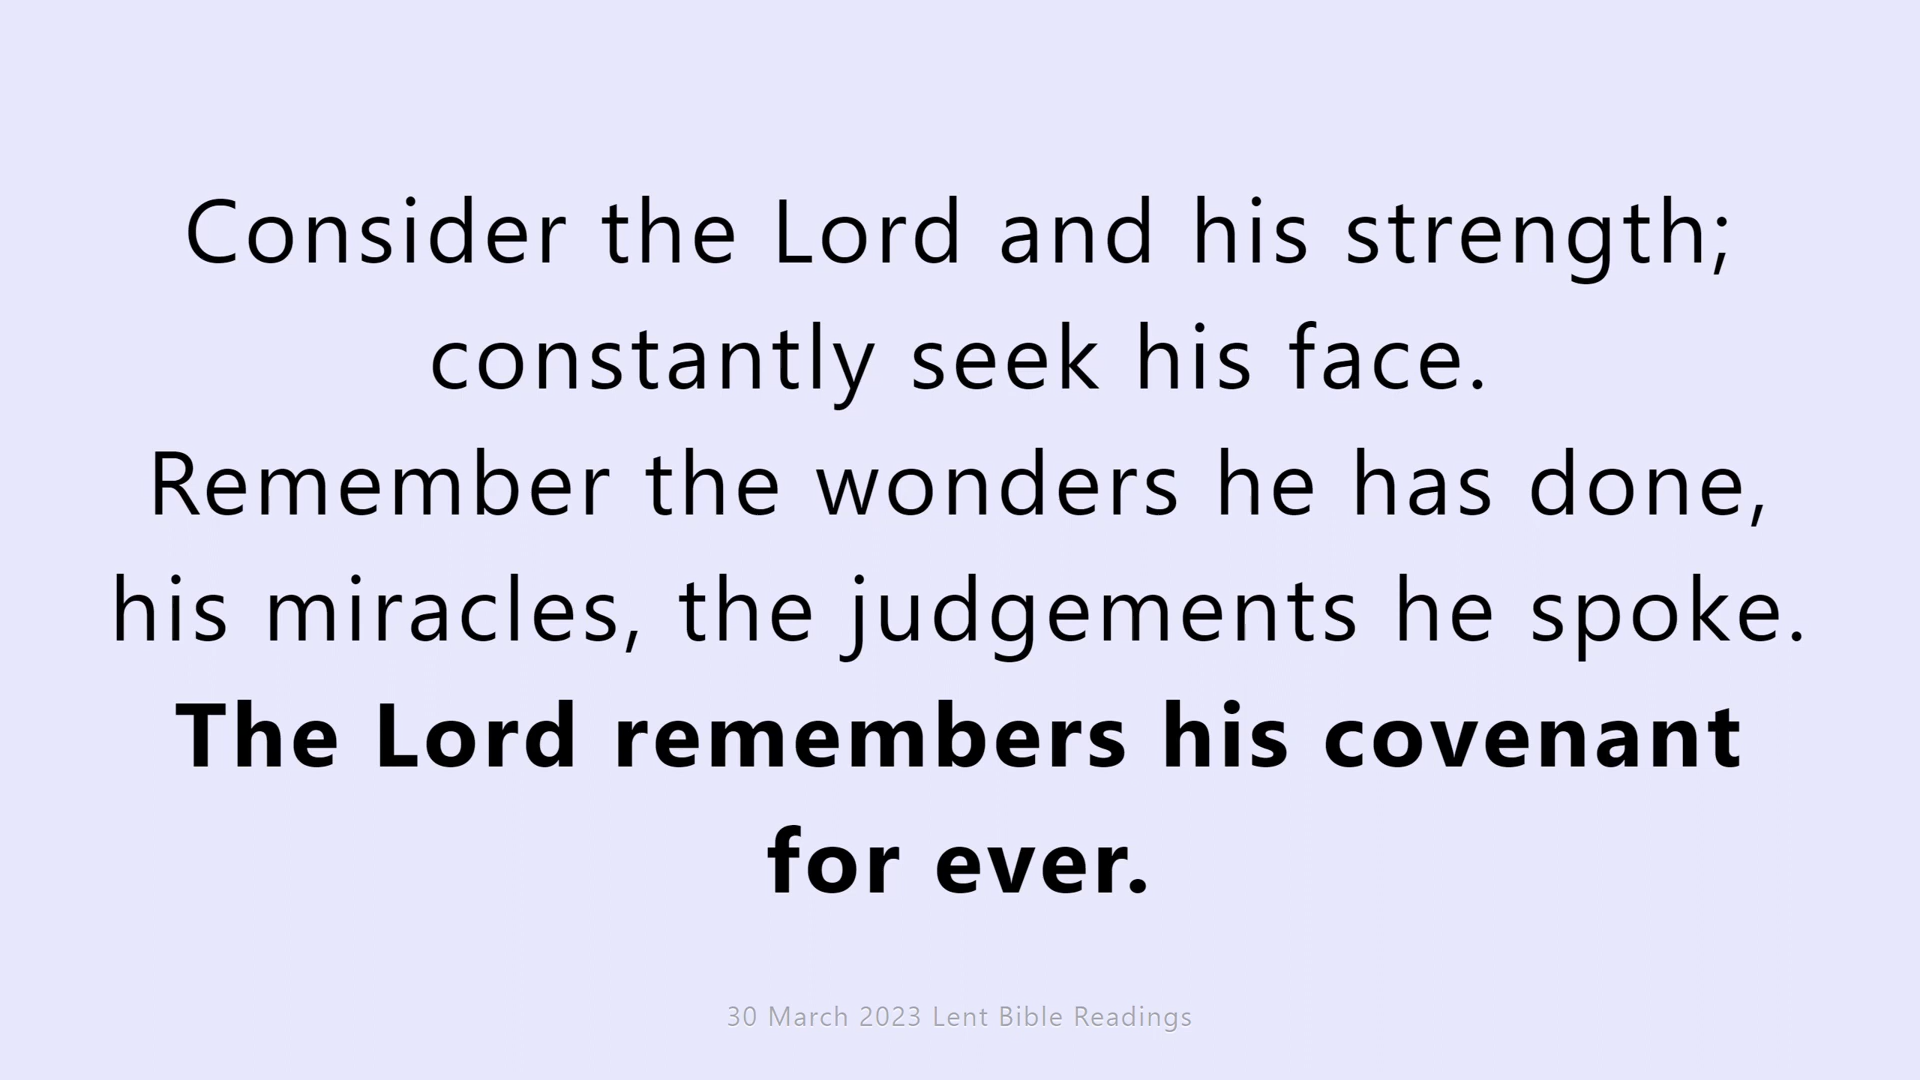 Consider the Lord and his strength;
constantly seek his face.
Remember the wonders he has done,
his miracles, the judgements he spoke.
The Lord remembers his covenant
for ever.
30 March 2023 Lent Bible Readings